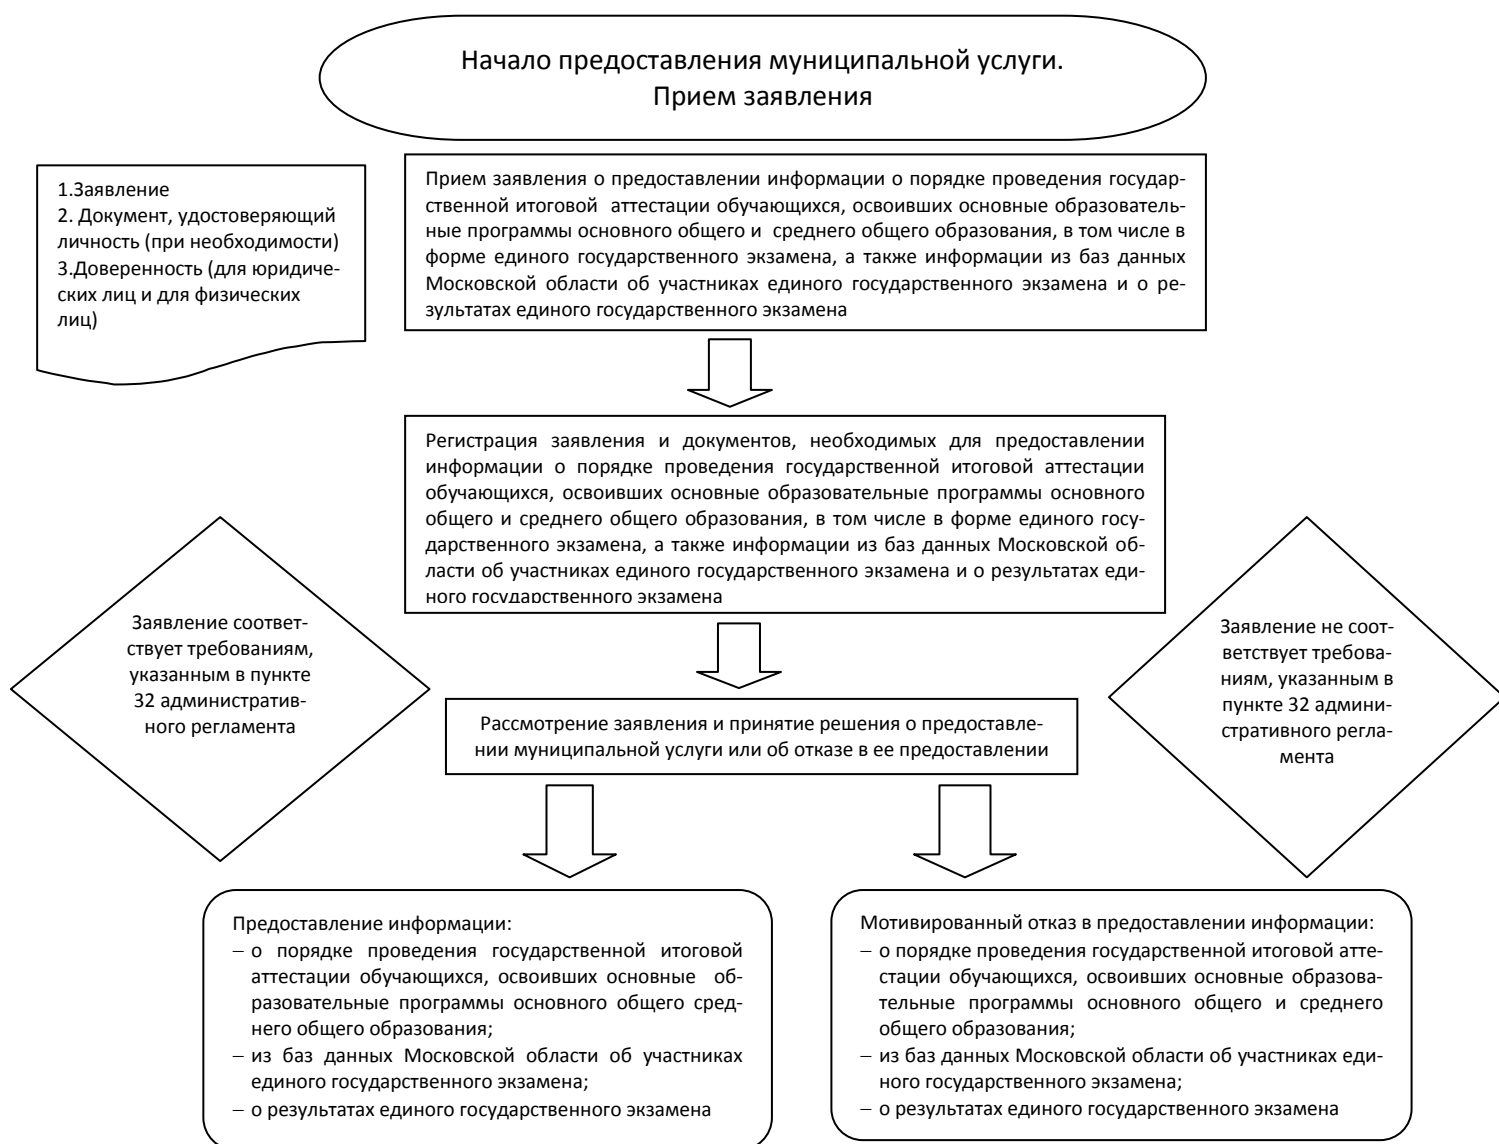 Начало предоставления муниципальной услуги.
Прием заявления
1.Заявление
2. Документ, удостоверяющий
личность (при необходимости)
3.Доверенность (для юридиче-
ских лиц и для физических
лиц)
Прием заявления о предоставлении информации о порядке проведения государ-
ственной итоговой аттестации обучающихся, освоивших основные образователь-
ные программы основного общего и среднего общего образования, в том числе в
форме единого государственного экзамена, а также информации из баз данных
Московской области об участниках единого государственного экзамена и о ре-
зультатах единого государственного экзамена
Регистрация заявления и документов, необходимых для предоставлении
информации о порядке проведения государственной итоговой аттестации
обучающихся, освоивших основные образовательные программы основного
общего и среднего общего образования, в том числе в форме единого госу-
дарственного экзамена, а также информации из баз данных Московской об-
ласти об участниках единого государственного экзамена и о результатах еди-
ного государственного экзамена
Заявление соответ-
ствует требованиям,
указанным в пункте
32 административ-
ного регламента
Заявление не соот-
ветствует требова-
ниям, указанным в
пункте 32 админи-
стративного регла-
мента
Рассмотрение заявления и принятие решения о предоставле-
нии муниципальной услуги или об отказе в ее предоставлении
Предоставление информации:
– о порядке проведения государственной итоговой
аттестации обучающихся, освоивших основные об-
разовательные программы основного общего сред-
него общего образования;
– из баз данных Московской области об участниках
единого государственного экзамена;
– о результатах единого государственного экзамена
Мотивированный отказ в предоставлении информации:
– о порядке проведения государственной итоговой атте-
стации обучающихся, освоивших основные образова-
тельные программы основного общего и среднего
общего образования;
– из баз данных Московской области об участниках еди-
ного государственного экзамена;
– о результатах единого государственного экзамена